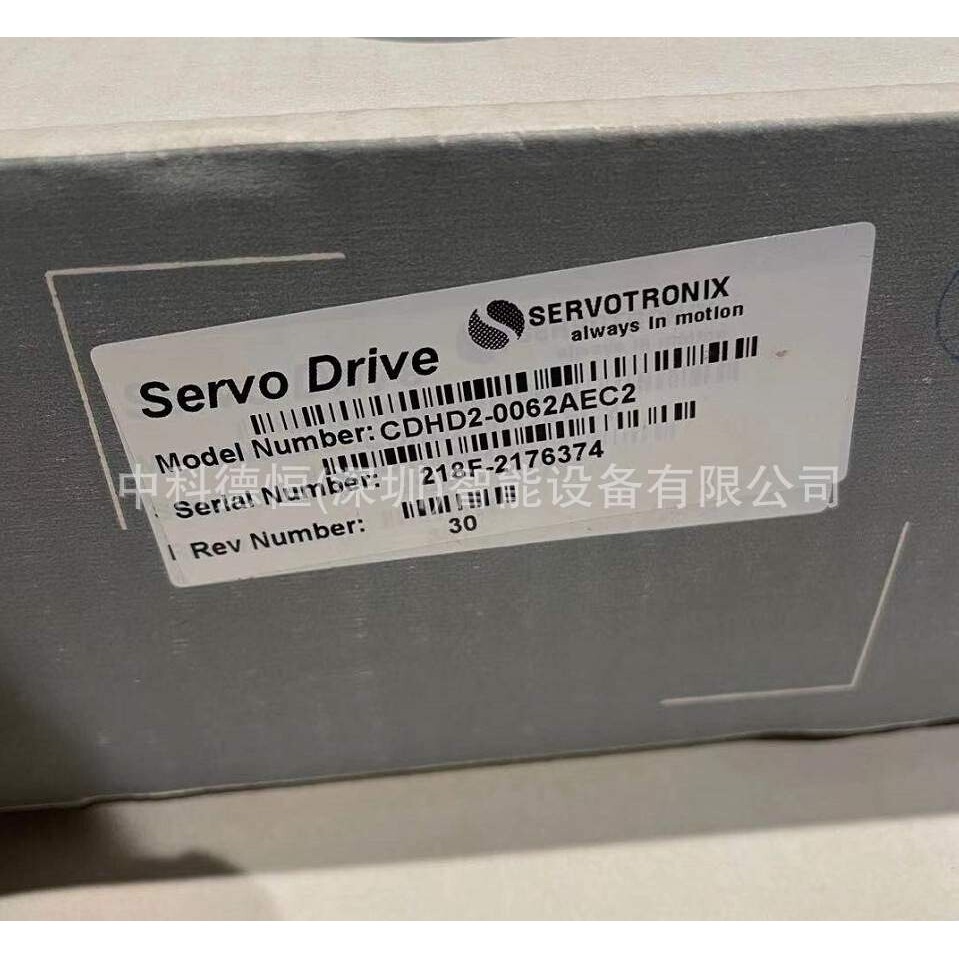 SERVOTRONIX
always in motion
Servo Drive
Model Number: CDHD2-0062AEC2
Serial Number: 218F-2176374
Rev Number: 30
中科德恒(深圳)智能设备有限公司